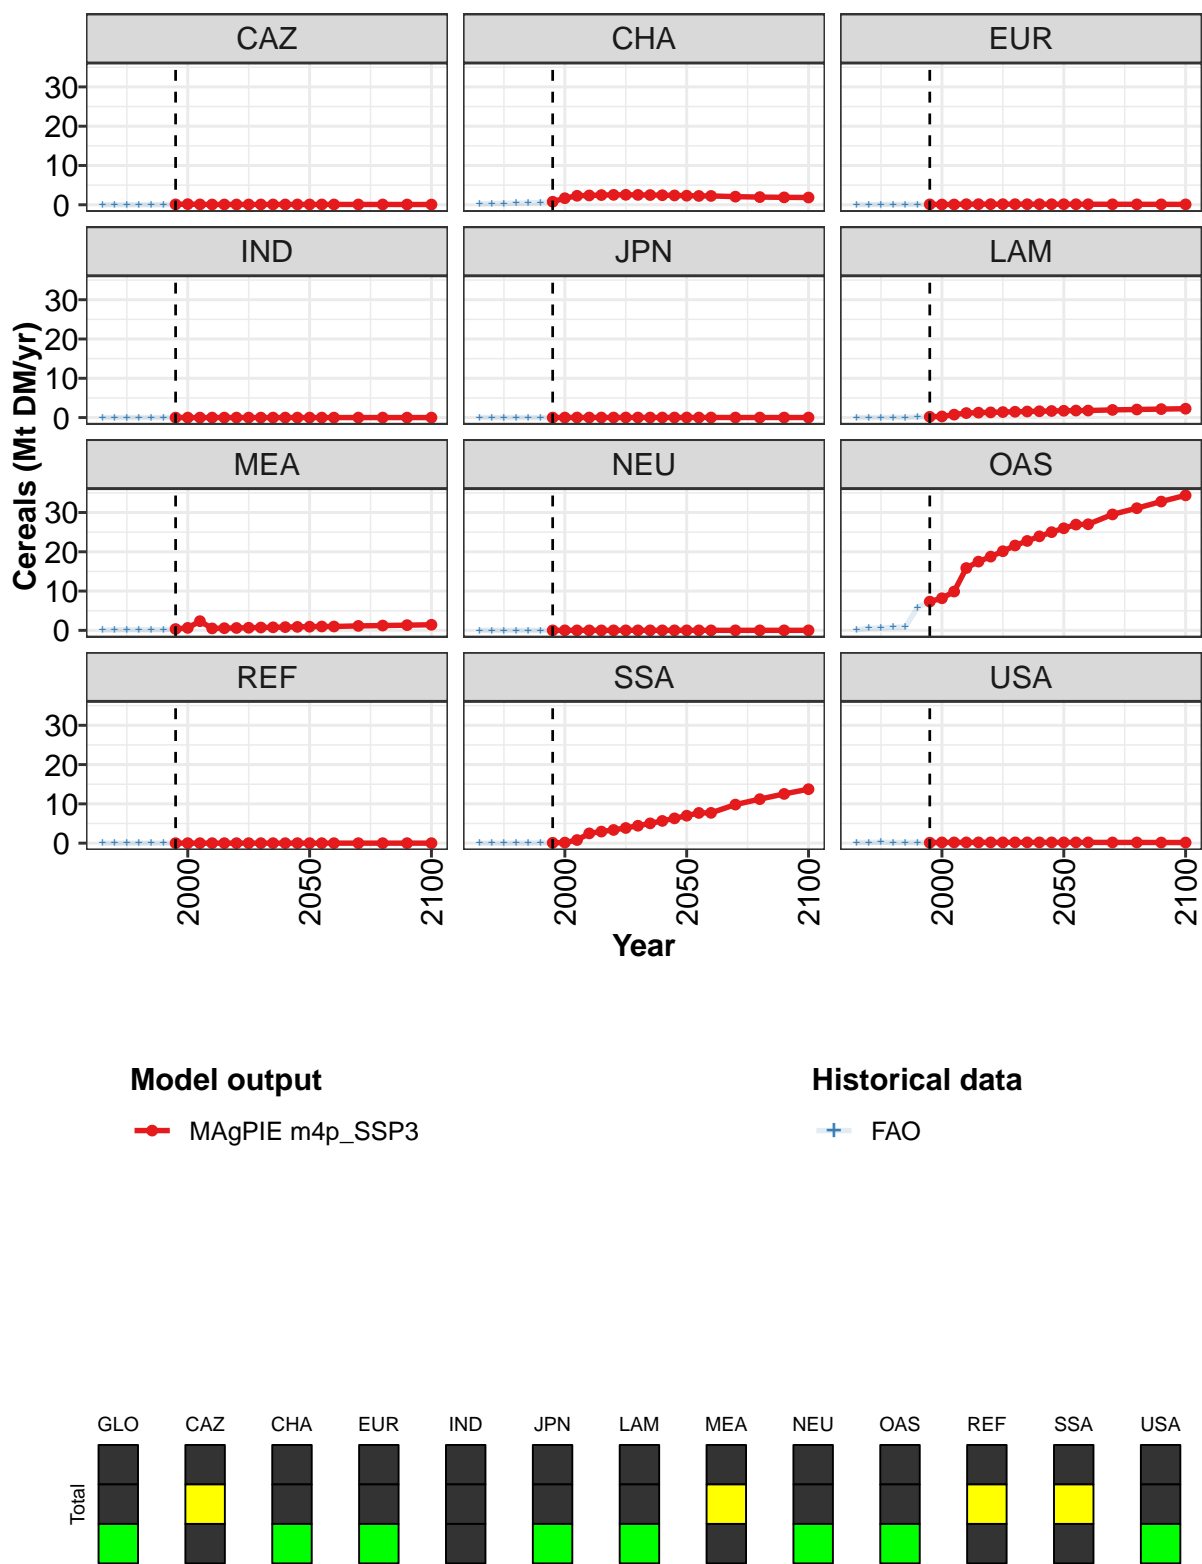 CAZ CHA EUR
30
20
10
0
IND JPN LAM
30
20
10
0
MEA NEU OAS
30
20
10
0
REF SSA USA
30
20
10
0
Cereals (Mt DM/yr)
2000 2050 2100 2000 2050 2100 2000 2050 2100
Year
Model output Historical data
MAgPIE m4p_SSP3 FAO
GLO CAZ CHA EUR IND JPN LAM MEA NEU OAS REF SSA USA
Total